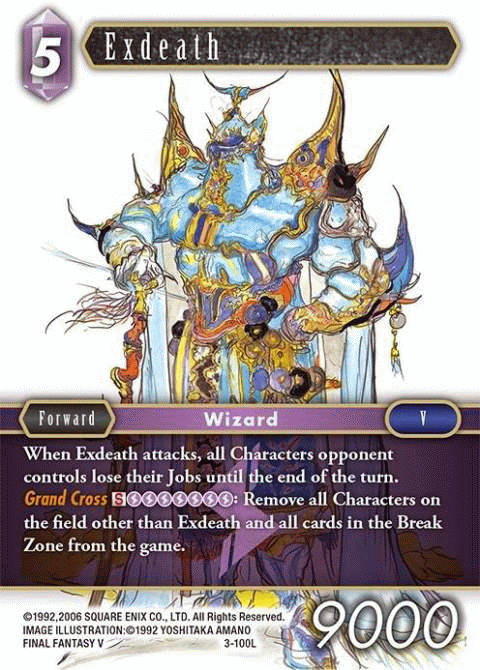 5
Exdeath
Forward
Wizard
V
When Exdeath attacks, all Characters opponent
controls lose their Jobs until the end of the turn.
Grand Cross S: Remove all Characters on
the field other than Exdeath and all cards in the Break
Zone from the game.
©1992,2006 SQUARE ENIX CO., LTD. All Rights Reserved.
IMAGE ILLUSTRATION:©1992 YOSHITAKA AMANO
FINAL FANTASY V 3-100L
9000